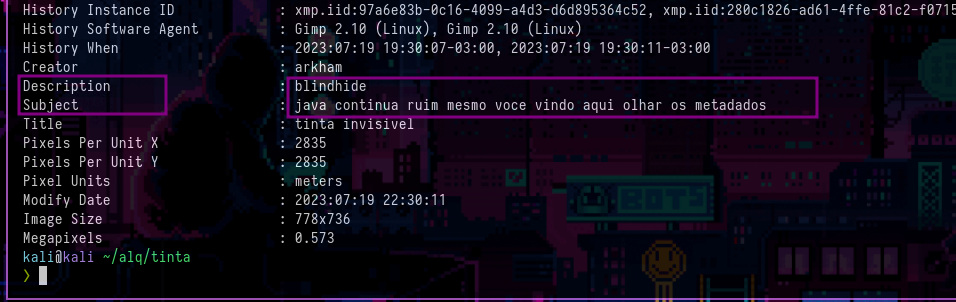 History Instance ID : xmp.iid:97a6e83b-0c16-4099-a4d3-d6d895364c52, xmp.iid:280c1826-ad61-4ffe-81c2-f0715
History Software Agent : Gimp 2.10 (Linux), Gimp 2.10 (Linux)
History When : 2023:07:19 19:30:07-03:00, 2023:07:19 19:30:11-03:00
Creator : arkham
Description : blindhide
Subject : java continua ruim mesmo voce vindo aqui olhar os metadados
Title : tinta invisivel
Pixels Per Unit X : 2835
Pixels Per Unit Y : 2835
Pixel Units : meters
Modify Date : 2023:07:19 22:30:11
Image Size : 778x736
Megapixels : 0.573
kali@kali ~/alq/tinta
❯
BOTS